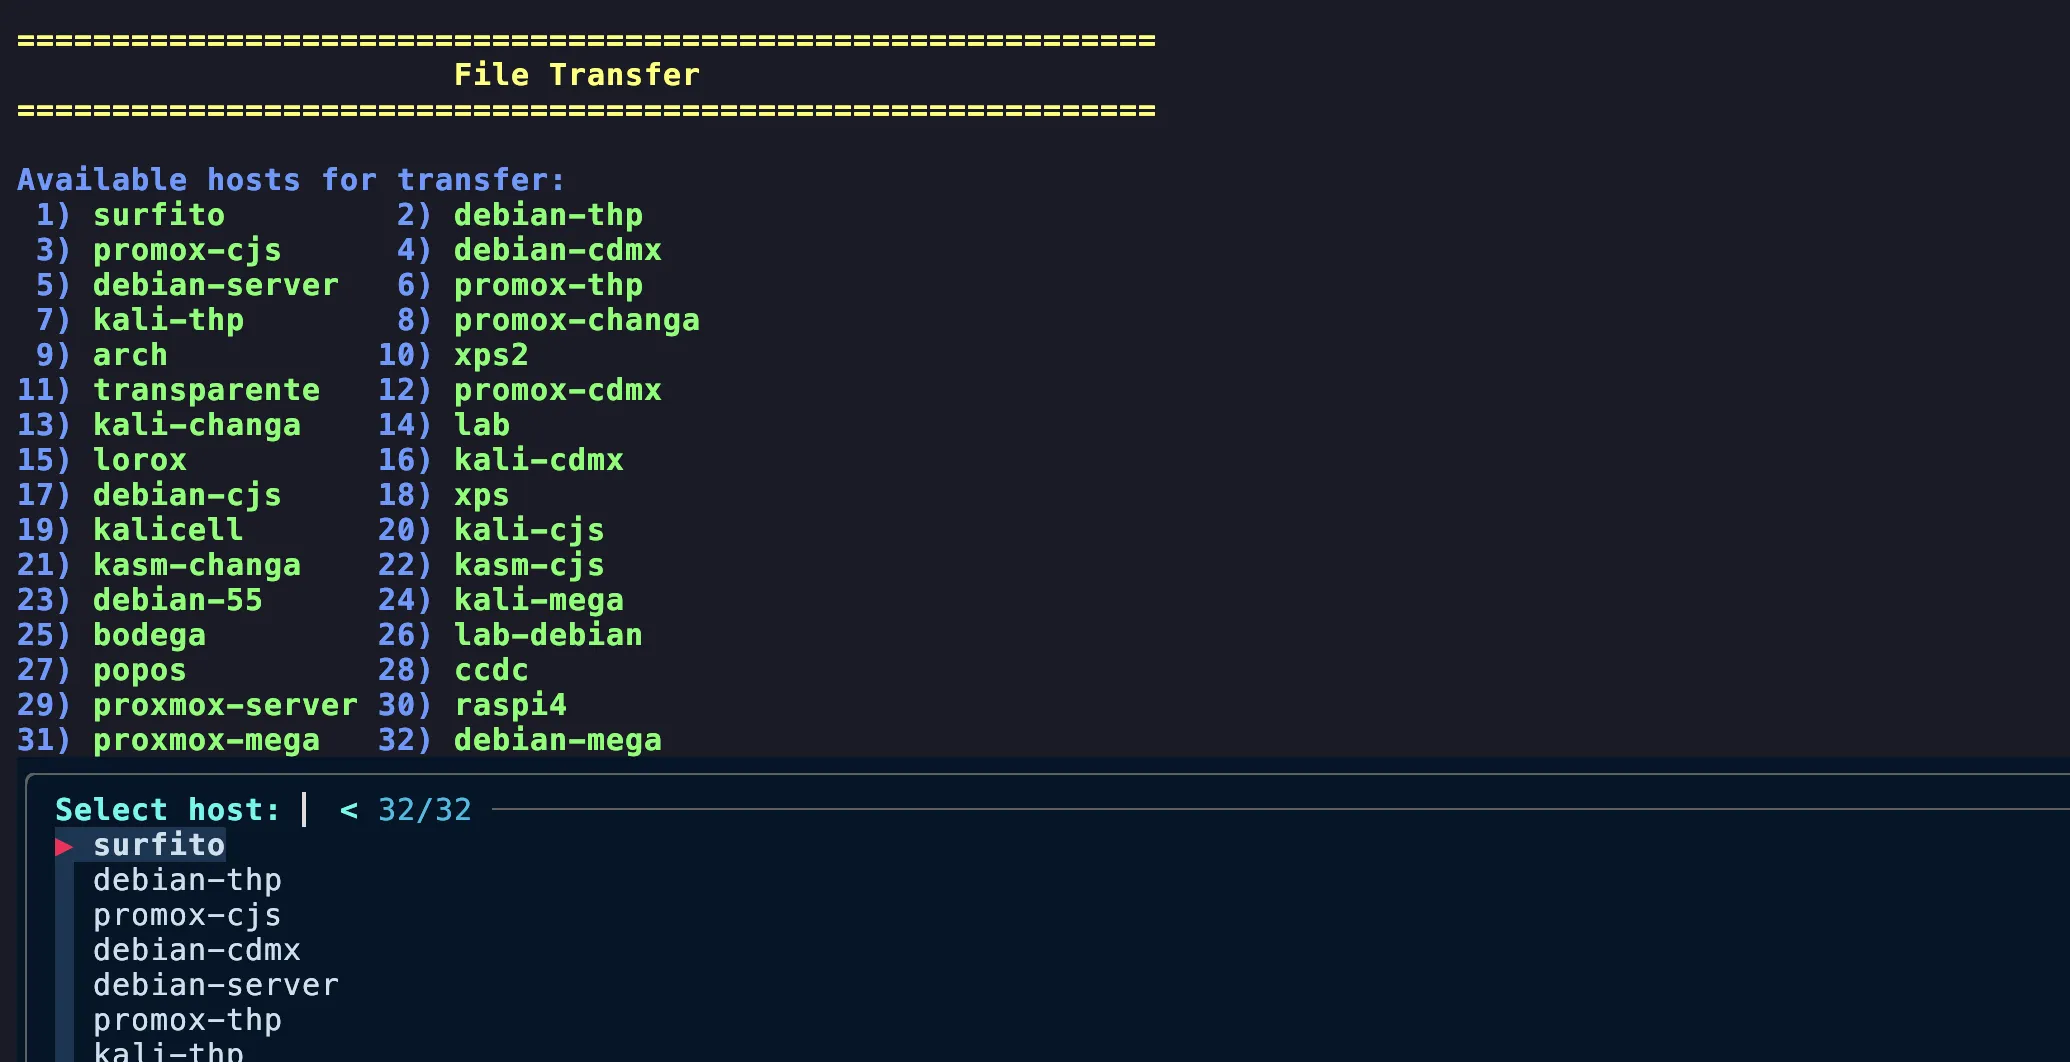 ============================================================
File Transfer
============================================================
Available hosts for transfer:
1) surfito 2) debian-thp
3) promox-cjs 4) debian-cdmx
5) debian-server 6) promox-thp
7) kali-thp 8) promox-changa
9) arch 10) xps2
11) transparente 12) promox-cdmx
13) kali-changa 14) lab
15) lorox 16) kali-cdmx
17) debian-cjs 18) xps
19) kalicell 20) kali-cjs
21) kasm-changa 22) kasm-cjs
23) debian-55 24) kali-mega
25) bodega 26) lab-debian
27) popos 28) ccdc
29) proxmox-server 30) raspi4
31) proxmox-mega 32) debian-mega
Select host: < 32/32
▶ surfito
debian-thp
promox-cjs
debian-cdmx
debian-server
promox-thp
kali-thp